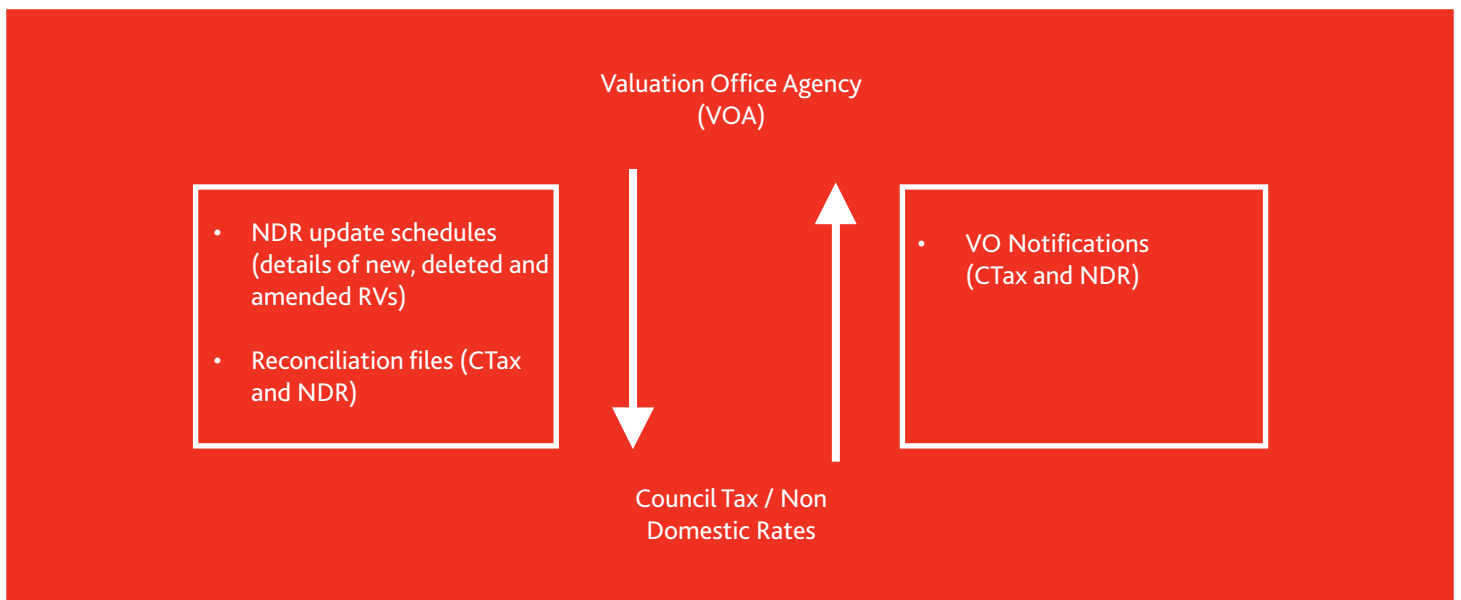 Valuation Office Agency
(VOA)
• NDR update schedules
(details of new, deleted and
amended RVs)
• Reconciliation files (CTax
and NDR)
• VO Notifications
(CTax and NDR)
Council Tax / Non
Domestic Rates